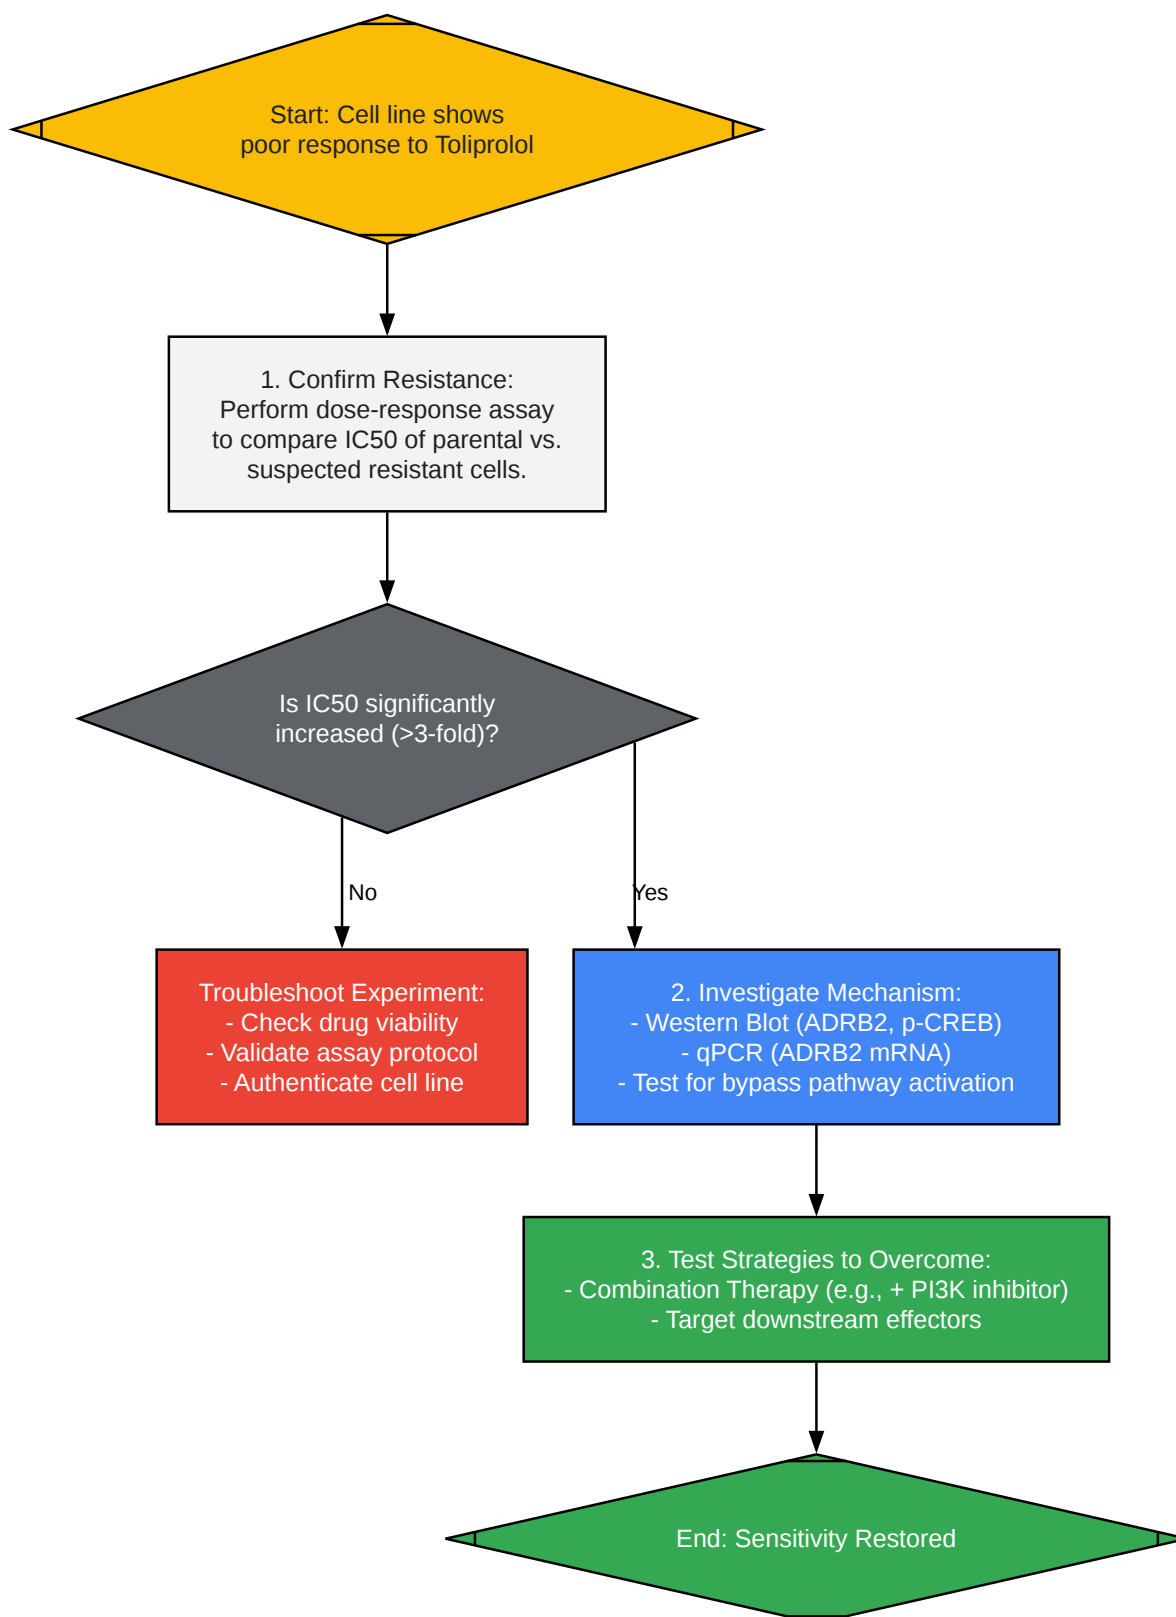 Start: Cell line shows
poor response to Toliprolol
1. Confirm Resistance:
Perform dose-response assay
to compare IC50 of parental vs.
suspected resistant cells.
Is IC50 significantly
increased (>3-fold)?
No
Yes
Troubleshoot Experiment:
- Check drug viability
- Validate assay protocol
- Authenticate cell line
2. Investigate Mechanism:
- Western Blot (ADRB2, p-CREB)
- qPCR (ADRB2 mRNA)
- Test for bypass pathway activation
3. Test Strategies to Overcome:
- Combination Therapy (e.g., + PI3K inhibitor)
- Target downstream effectors
End: Sensitivity Restored